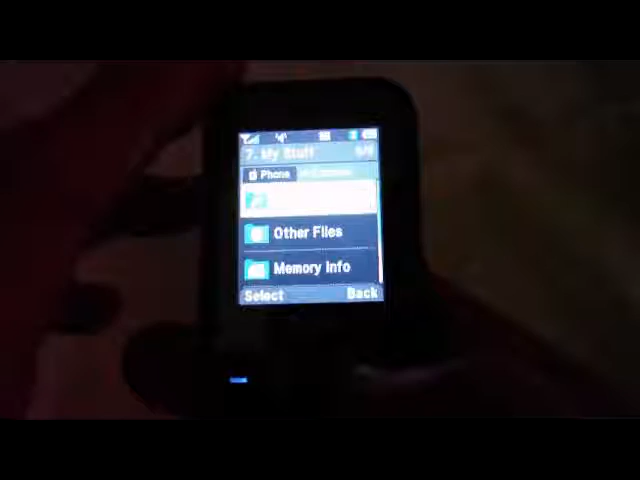 7. My Stuff
Phone
Other Files
Memory Info
Select Back